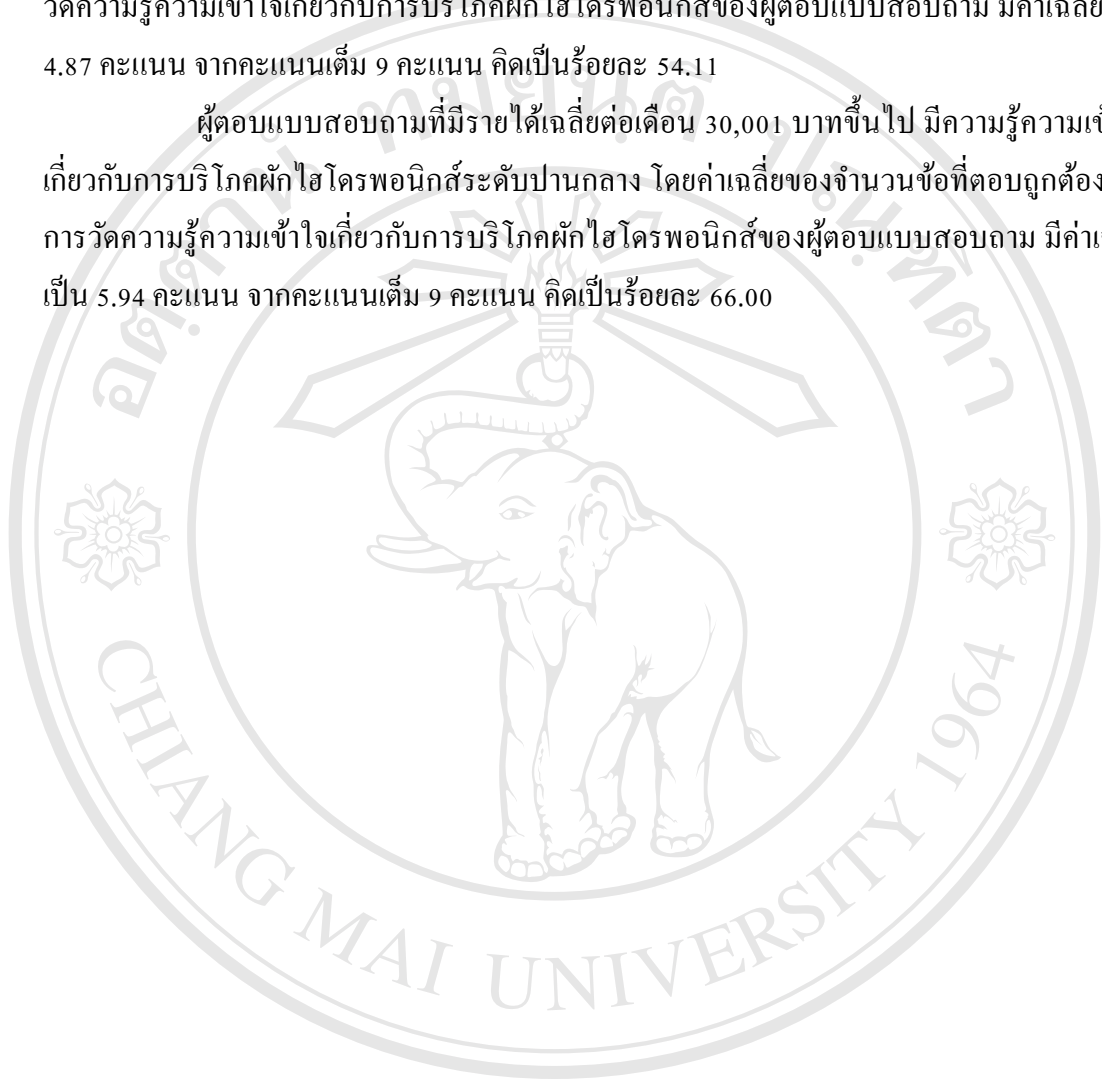 วัดความรู้ความเข้าใจเกี่ยวกับการบริโภคผักไฮโดรพอนิกส์ของผู้ตอบแบบสอบถาม มีค่าเฉลี่ย
4.87 คะแนน จากคะแนนเต็ม 9 คะแนน คิดเป็นร้อยละ 54.11
ผู้ตอบแบบสอบถามที่มีรายได้เฉลี่ยต่อเดือน 30,001 บาทขึ้นไป มีความรู้ความ
เกี่ยวกับการบริโภคผักไฮโดรพอนิกส์ระดับปานกลาง โดยค่าเฉลี่ยของจำนวนข้อที่ตอบถูกต้อง
การวัดความรู้ความเข้าใจเกี่ยวกับการบริโภคผักไฮโดรพอนิกส์ของผู้ตอบแบบสอบถาม มี
เป็น 5.94 คะแนน จากคะแนนเต็ม 9 คะแนน คิดเป็นร้อยละ 66.00
อตฺตานํ ทมยนฺติ ปณฺฑิตา
CHIANG MAI UNIVERSITY 1964